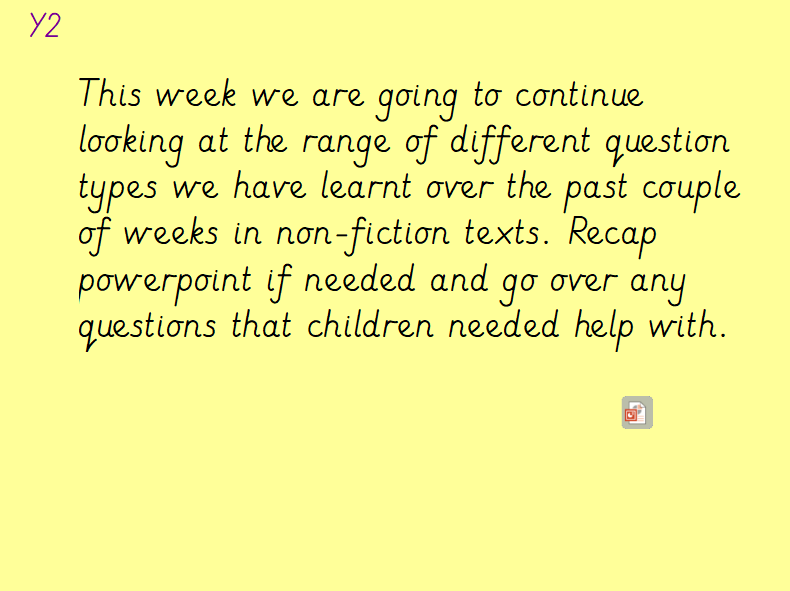 Y2
This week we are going to continue
looking at the range of different question
types we have learnt over the past couple
of weeks in non-fiction texts. Recap
powerpoint if needed and go over any
questions that children needed help with.